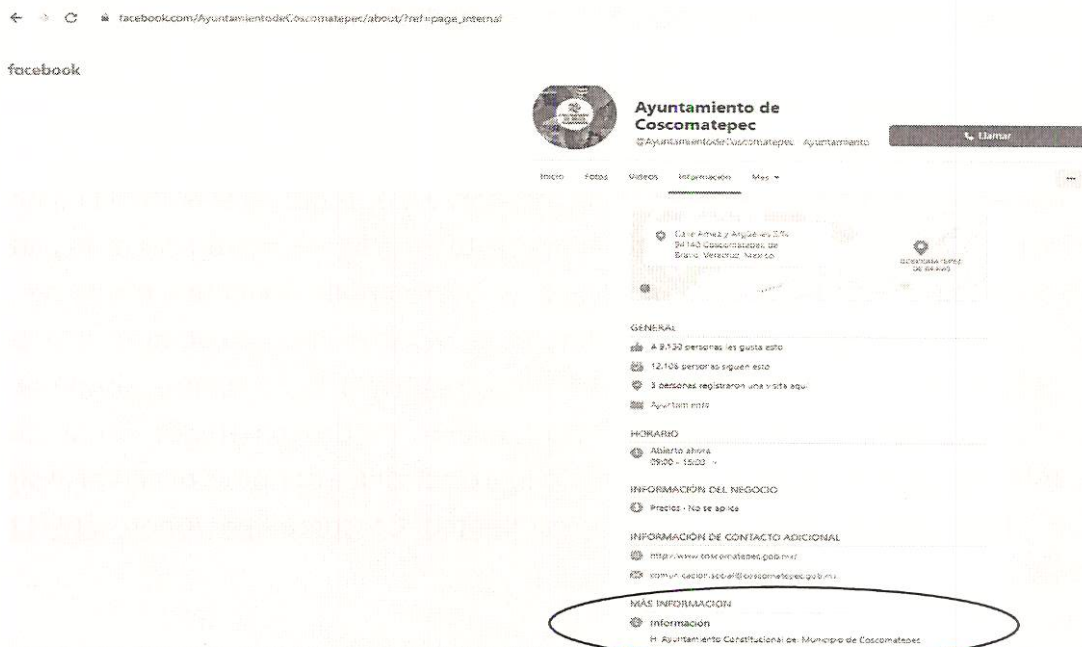 facebook.com/AyuntamientodeCoscomatepec/about/?ref=page_internal
facebook
Ayuntamiento de
Coscomatepec
@AyuntamientodeCoscomatepec · Ayuntamiento
Llamar
Inicio Fotos Videos Información Más
94140 Coscomatepec de
Bravo, Veracruz, Mexico
COSCOMATEPEC
DE BRAVO
GENERAL
A 9,130 personas les gusta esto
12,106 personas siguen esto
3 personas registraron una visita aquí
Ayuntamiento
HORARIO
Abierto ahora
09:00 - 15:00
INFORMACIÓN DEL NEGOCIO
Precios · No se aplica
INFORMACIÓN DE CONTACTO ADICIONAL
http://www.coscomatepec.gob.mx/
comunicacion.social@coscomatepec.gob.mx
MÁS INFORMACIÓN
Información
H. Ayuntamiento Constitucional del Municipio de Coscomatepec